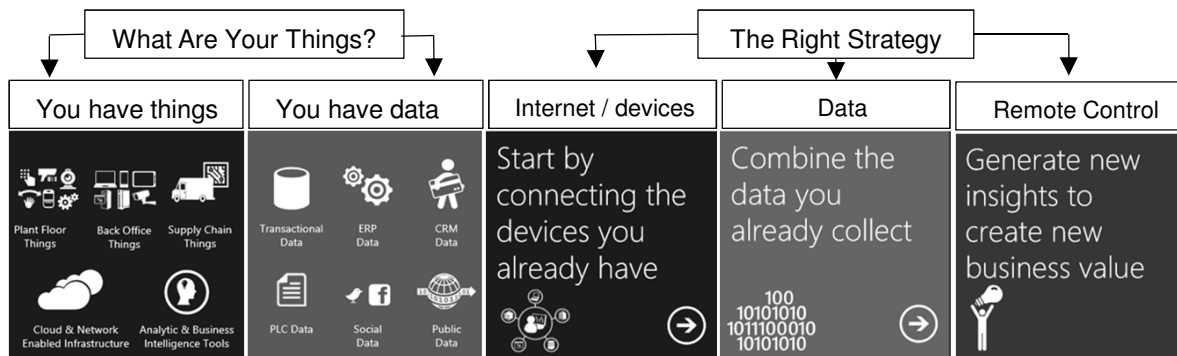 What Are Your Things?
The Right Strategy
You have things
You have data
Internet / devices
Data
Remote Control
Plant Floor
Things
Back Office
Things
Supply Chain
Things
Cloud & Network
Enabled Infrastructure
Analytic & Business
Intelligence Tools
Transactional
Data
ERP
Data
CRM
Data
PLC Data
Social
Data
Public
Data
Start by
connecting the
devices you
already have
Combine the
data you
already collect
100
10101010
1011100010
10101010
Generate new
insights to
create new
business value